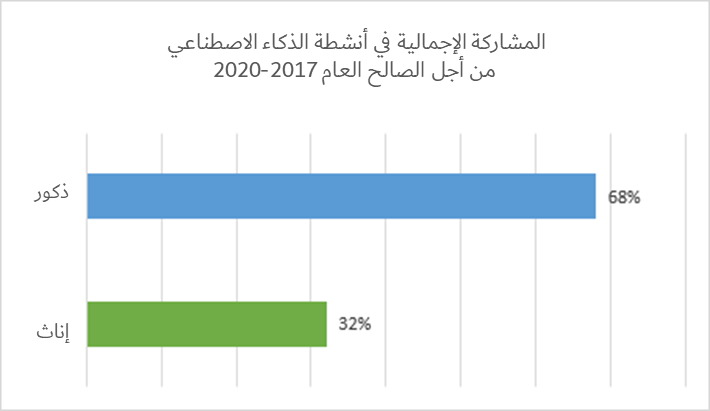 المشاركة الإجمالية في أنشطة الذكاء الاصطناعي
من أجل الصالح العام 2017-2020
ذكور
68%
إناث
32%